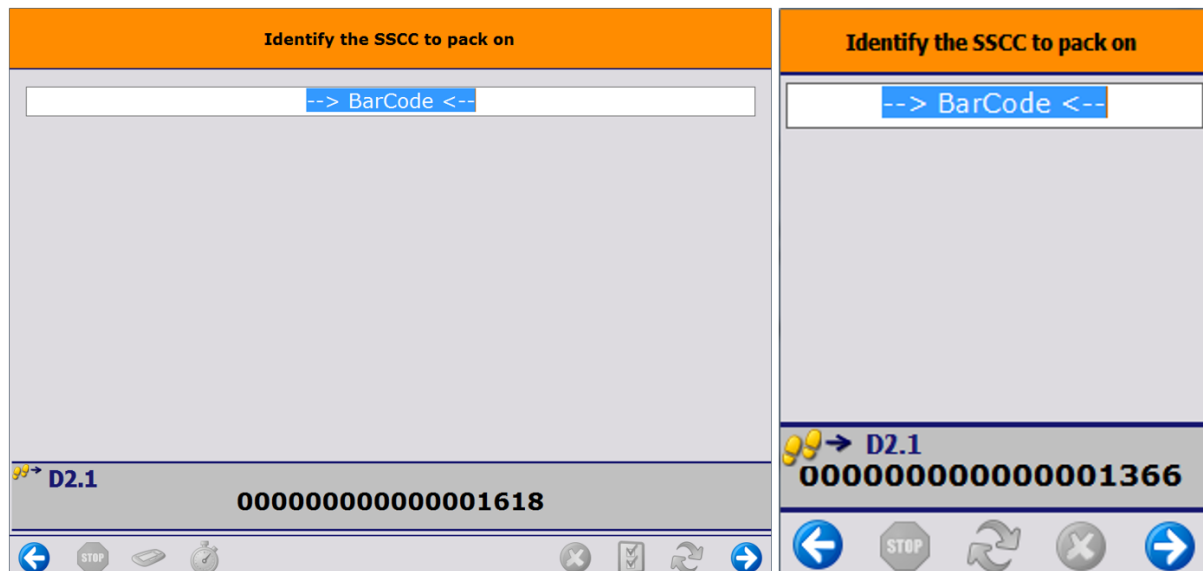 Identify the SSCC to pack on
--> BarCode <--
D2.1
000000000000001618
STOP
Identify the SSCC to pack on
--> BarCode <--
D2.1
000000000000001366
STOP